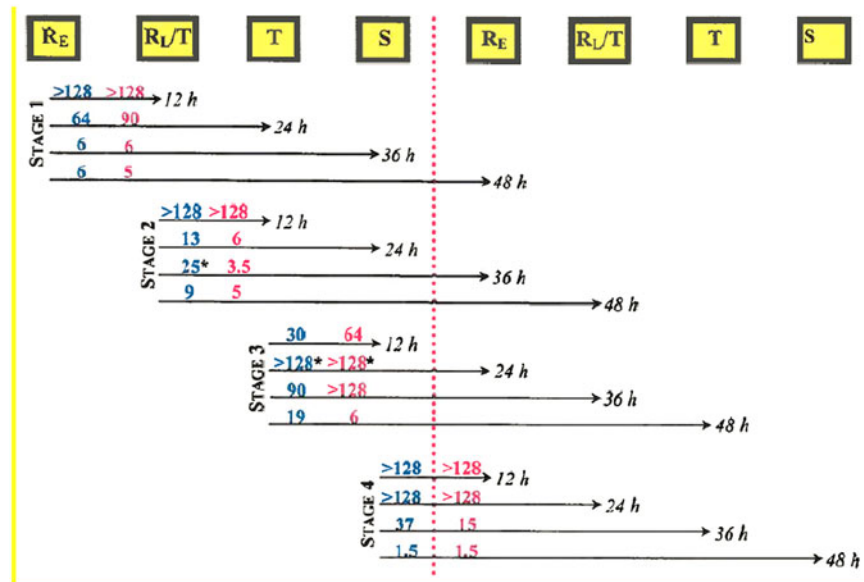 RE RL/T T S RE RL/T T S
STAGE 1
>128 >128 12 h
64 90 24 h
6 6 36 h
6 5 48 h
STAGE 2
>128 >128 12 h
13 6 24 h
25* 3.5 36 h
9 5 48 h
STAGE 3
30 64 12 h
>128* >128* 24 h
90 >128 36 h
19 6 48 h
STAGE 4
>128 >128 12 h
>128 >128 24 h
37 15 36 h
1.5 1.5 48 h